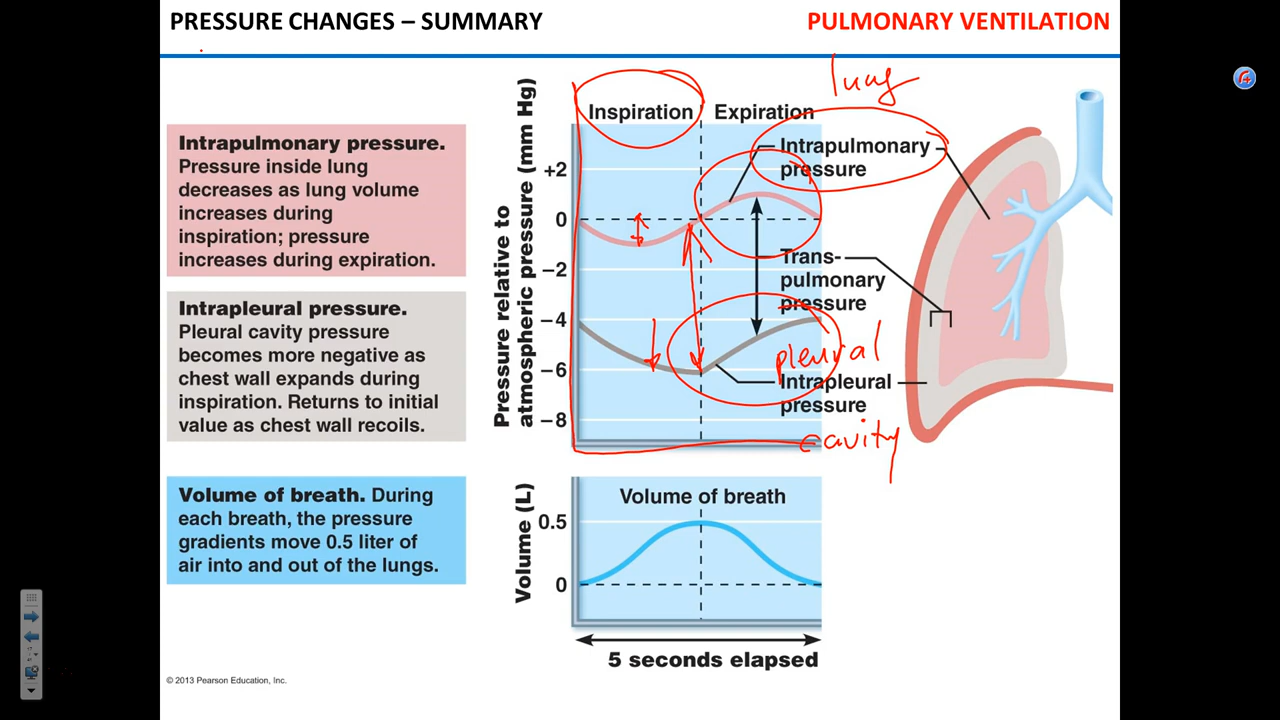 PRESSURE CHANGES – SUMMARY
PULMONARY VENTILATION
lung
Intrapulmonary pressure.
Pressure inside lung
decreases as lung volume
increases during
inspiration; pressure
increases during expiration.
Intrapleural pressure.
Pleural cavity pressure
becomes more negative as
chest wall expands during
inspiration. Returns to initial
value as chest wall recoils.
Volume of breath. During
each breath, the pressure
gradients move 0.5 liter of
air into and out of the lungs.
Pressure relative to
atmospheric pressure (mm Hg)
Inspiration
Expiration
+2
0
–2
–4
–6
–8
Intrapulmonary
pressure
Trans-
pulmonary
pressure
pleural
Intrapleural
pressure
cavity
Volume (L)
Volume of breath
0.5
0
5 seconds elapsed
© 2013 Pearson Education, Inc.